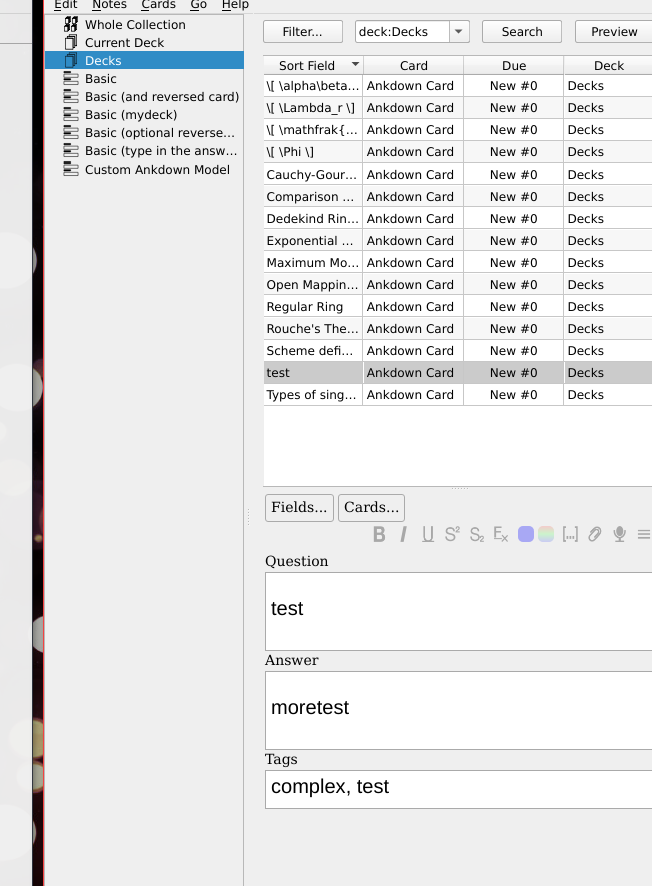 Edit Notes Cards Go Help
Whole Collection
Current Deck
Decks
Basic
Basic (and reversed card)
Basic (mydeck)
Basic (optional reverse...
Basic (type in the answ...
Custom Ankdown Model
Filter... deck:Decks Search Preview
Sort Field Card Due Deck
\[ \alpha\beta... Ankdown Card New #0 Decks
\[ \Lambda_r \] Ankdown Card New #0 Decks
\[ \mathfrak{... Ankdown Card New #0 Decks
\[ \Phi \] Ankdown Card New #0 Decks
Cauchy-Gour... Ankdown Card New #0 Decks
Comparison ... Ankdown Card New #0 Decks
Dedekind Rin... Ankdown Card New #0 Decks
Exponential ... Ankdown Card New #0 Decks
Maximum Mo... Ankdown Card New #0 Decks
Open Mappin... Ankdown Card New #0 Decks
Regular Ring Ankdown Card New #0 Decks
Rouche's The... Ankdown Card New #0 Decks
Scheme defi... Ankdown Card New #0 Decks
test Ankdown Card New #0 Decks
Types of sing... Ankdown Card New #0 Decks
Fields... Cards...
B I U S² S₂ Eₓ [...]
Question
test
Answer
moretest
Tags
complex, test